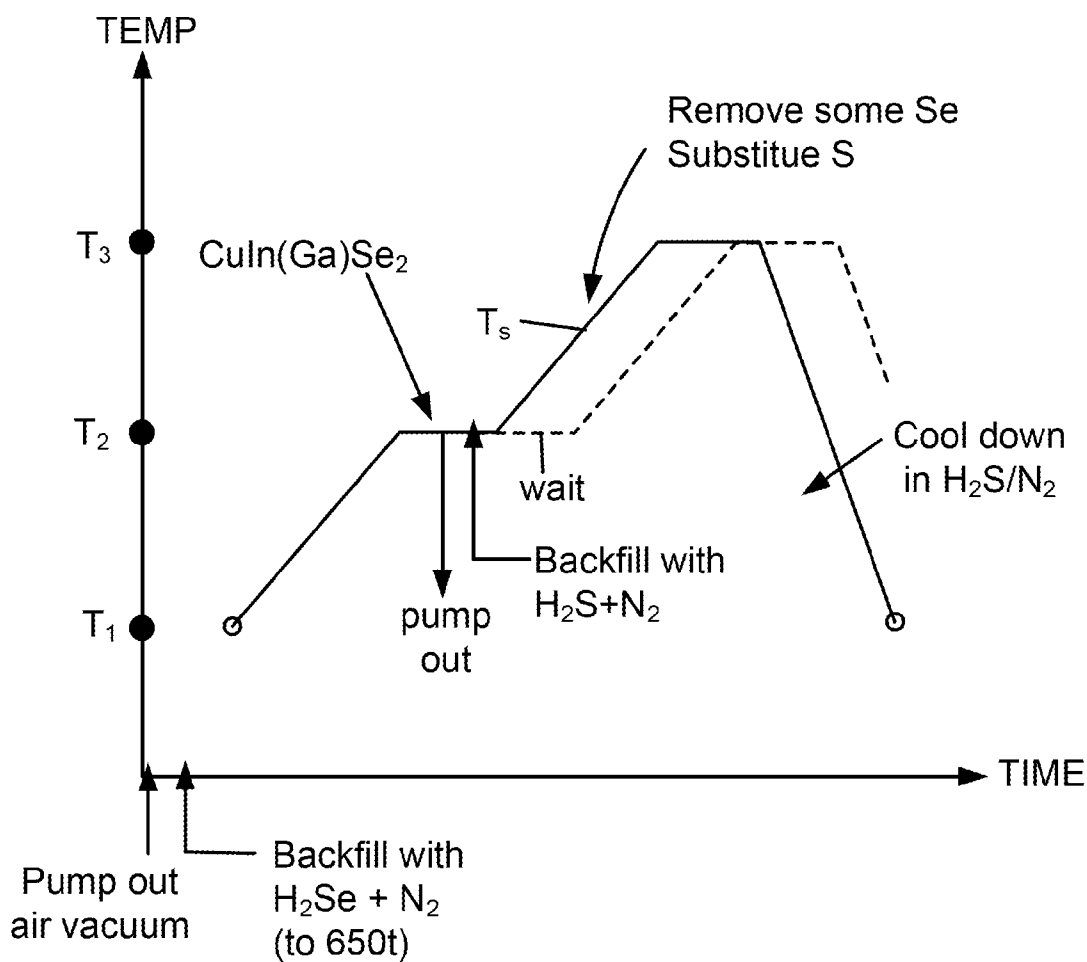 TEMP
Remove some Se
Substitue S
T₃
CuIn(Ga)Se₂
Tₛ
T₂
wait
Cool down
in H₂S/N₂
Backfill with
H₂S+N₂
pump
out
T₁
TIME
Pump out
air vacuum
Backfill with
H₂Se + N₂
(to 650t)